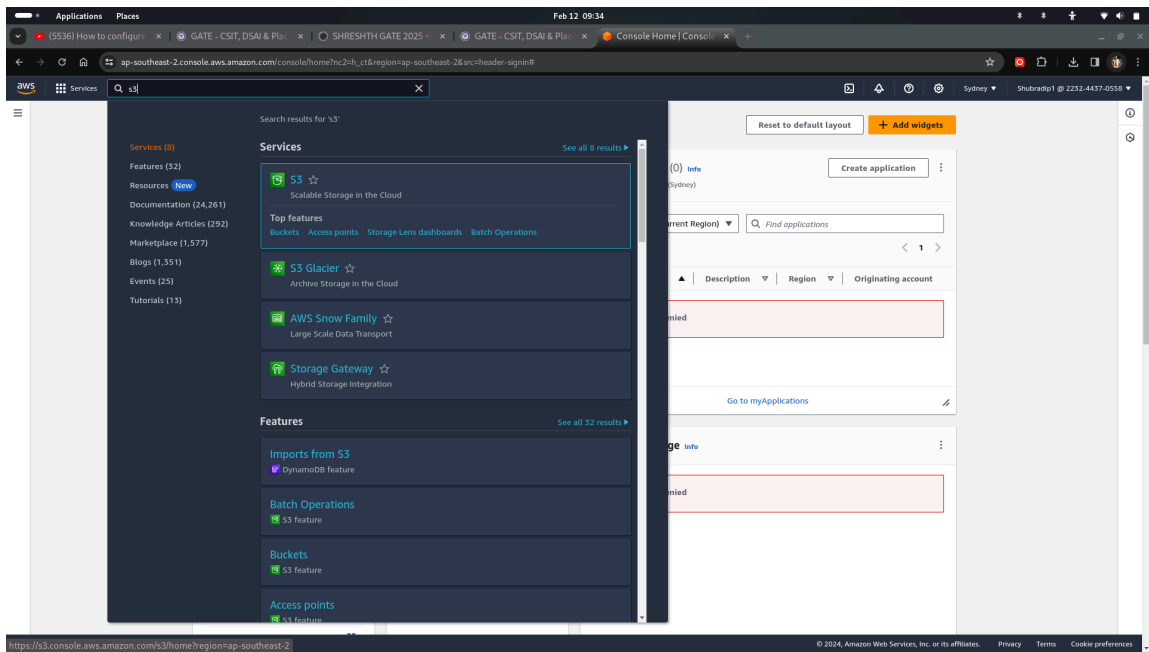 Applications Places
Feb 12 09:34
(5536) How to configure
GATE - CSIT, DSAI & Plac
SHRESHTH GATE 2025
GATE - CSIT, DSAI & Plac
Console Home | Console
ap-southeast-2.console.aws.amazon.com/console/home?nc2=h_ct&region=ap-southeast-2&src=header-signin#
aws
Services
s3
Sydney
Shubradip1 @ 2232-4437-0558
Search results for 's3'
Reset to default layout
+ Add widgets
Services (8)
Features (32)
Resources New
Documentation (24,261)
Knowledge Articles (292)
Marketplace (1,577)
Blogs (1,351)
Events (25)
Tutorials (13)
Services
See all 8 results
S3
Scalable Storage in the Cloud
Top features
Buckets Access points Storage Lens dashboards Batch Operations
S3 Glacier
Archive Storage in the Cloud
AWS Snow Family
Large Scale Data Transport
Storage Gateway
Hybrid Storage Integration
Features
See all 32 results
Imports from S3
DynamoDB feature
Batch Operations
S3 feature
Buckets
S3 feature
Access points
S3 feature
(0) Info
(Sydney)
Create application
rrent Region)
Find applications
1
Description
Region
Originating account
nied
Go to myApplications
ge Info
nied
https://s3.console.aws.amazon.com/s3/home?region=ap-southeast-2
© 2024, Amazon Web Services, Inc. or its affiliates.
Privacy
Terms
Cookie preferences